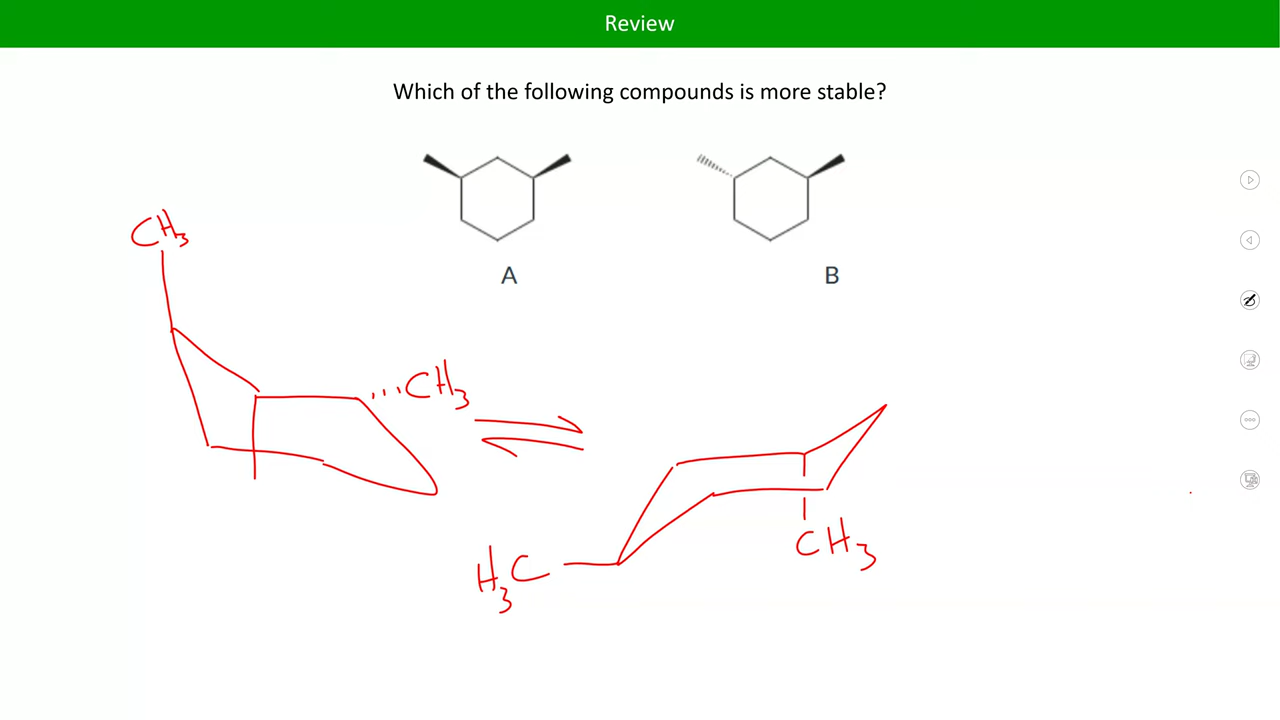 Review
Which of the following compounds is more stable?
A
B
CH3
CH3
CH3
H3C